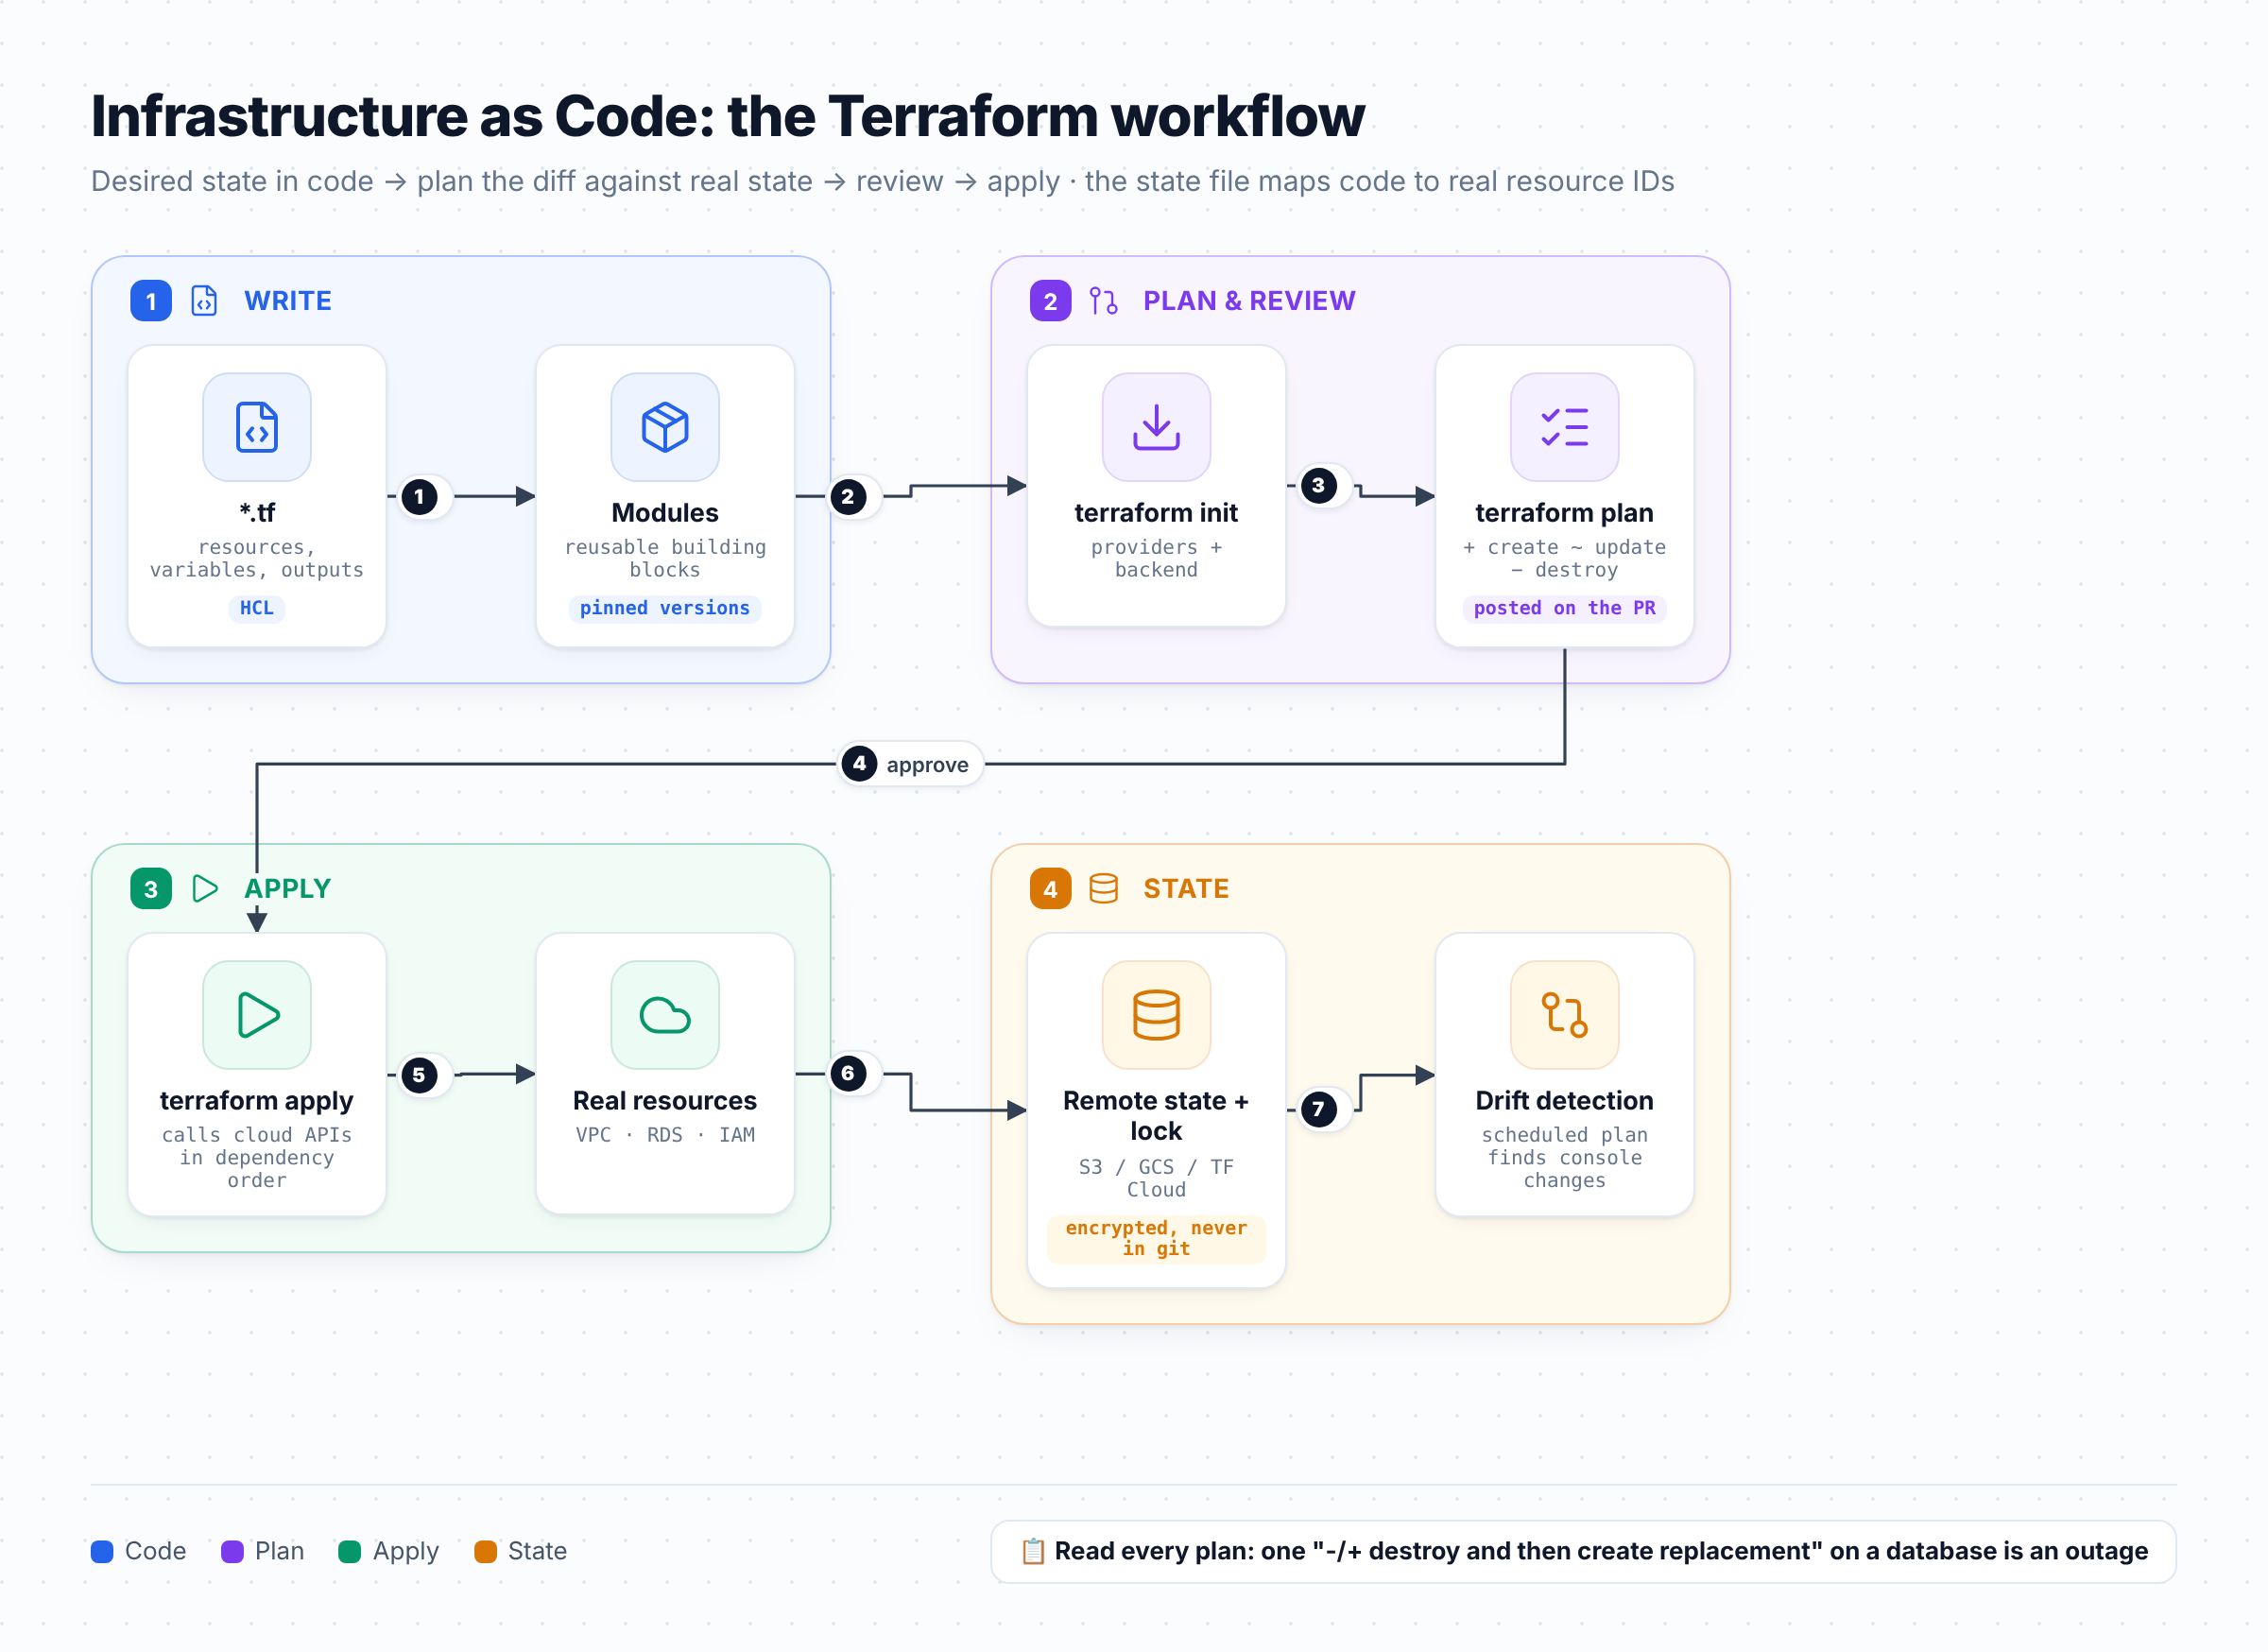 Infrastructure as Code: the Terraform workflow
Desired state in code → plan the diff against real state → review → apply · the state file maps code to real resource IDs
1 WRITE
*.tf
resources,
variables, outputs
HCL
1
Modules
reusable building
blocks
pinned versions
2
2 PLAN & REVIEW
terraform init
providers +
backend
3
terraform plan
+ create ~ update
− destroy
posted on the PR
4 approve
3 APPLY
terraform apply
calls cloud APIs
in dependency
order
5
Real resources
VPC · RDS · IAM
6
4 STATE
Remote state +
lock
S3 / GCS / TF
Cloud
encrypted, never
in git
7
Drift detection
scheduled plan
finds console
changes
Code
Plan
Apply
State
📋 Read every plan: one "-/+ destroy and then create replacement" on a database is an outage